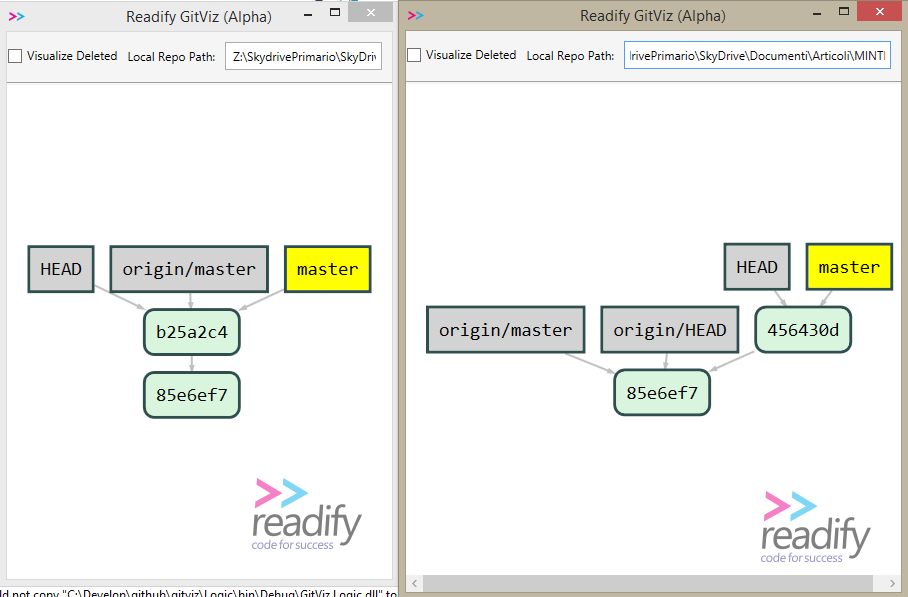 Readify GitViz (Alpha)
Visualize Deleted Local Repo Path: Z:\SkydrivePrimario\SkyDriv
HEAD origin/master master
b25a2c4
85e6ef7
readify
code for success
ld not copy "C:\Develop\github\gitviz\Logic\bin\Debug\GitViz.Logic.dll" to
Readify GitViz (Alpha)
Visualize Deleted Local Repo Path: rivePrimario\SkyDrive\Documenti\Articoli\MINTI
HEAD master
origin/master origin/HEAD 456430d
85e6ef7
readify
code for success